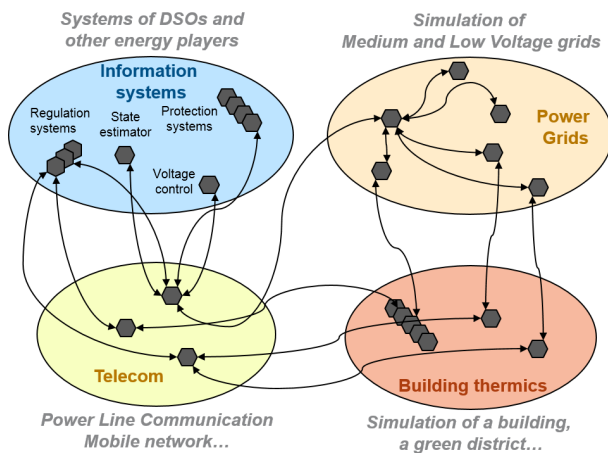 Systems of DSOs and
other energy players
Simulation of
Medium and Low Voltage grids
Information
systems
Regulation
systems
State
estimator
Protection
systems
Voltage
control
Power
Grids
Telecom
Building thermics
Power Line Communication
Mobile network…
Simulation of a building,
a green district…